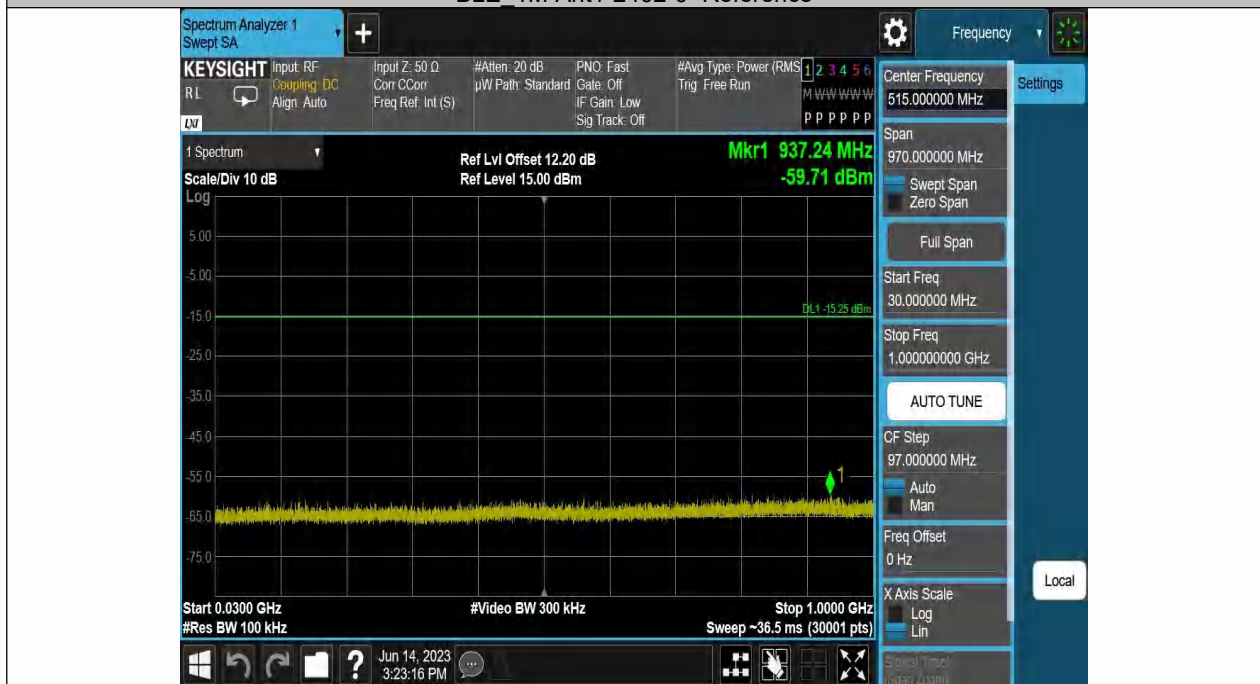 Spectrum Analyzer 1
Swept SA
+
Frequency
KEYSIGHT
RL
LXI
Input: RF
Coupling: DC
Align: Auto
Input Z: 50 Ω
Corr CCorr
Freq Ref: Int (S)
#Atten: 20 dB
µW Path: Standard
PNO: Fast
Gate: Off
IF Gain: Low
Sig Track: Off
#Avg Type: Power (RMS
Trig: Free Run
1 2 3 4 5 6
M W W W W W
P P P P P P
1 Spectrum
Scale/Div 10 dB
Ref Lvl Offset 12.20 dB
Ref Level 15.00 dBm
Mkr1 937.24 MHz
-59.71 dBm
Log
5.00
-5.00
-15.0
-25.0
-35.0
-45.0
-55.0
-65.0
-75.0
DL1 -15.25 dBm
1
Start 0.0300 GHz
#Res BW 100 kHz
#Video BW 300 kHz
Stop 1.0000 GHz
Sweep ~36.5 ms (30001 pts)
?
Jun 14, 2023
3:23:16 PM
Center Frequency
515.000000 MHz
Span
970.000000 MHz
Swept Span
Zero Span
Full Span
Start Freq
30.000000 MHz
Stop Freq
1.000000000 GHz
AUTO TUNE
CF Step
97.000000 MHz
Auto
Man
Freq Offset
0 Hz
X Axis Scale
Log
Lin
Settings
Local